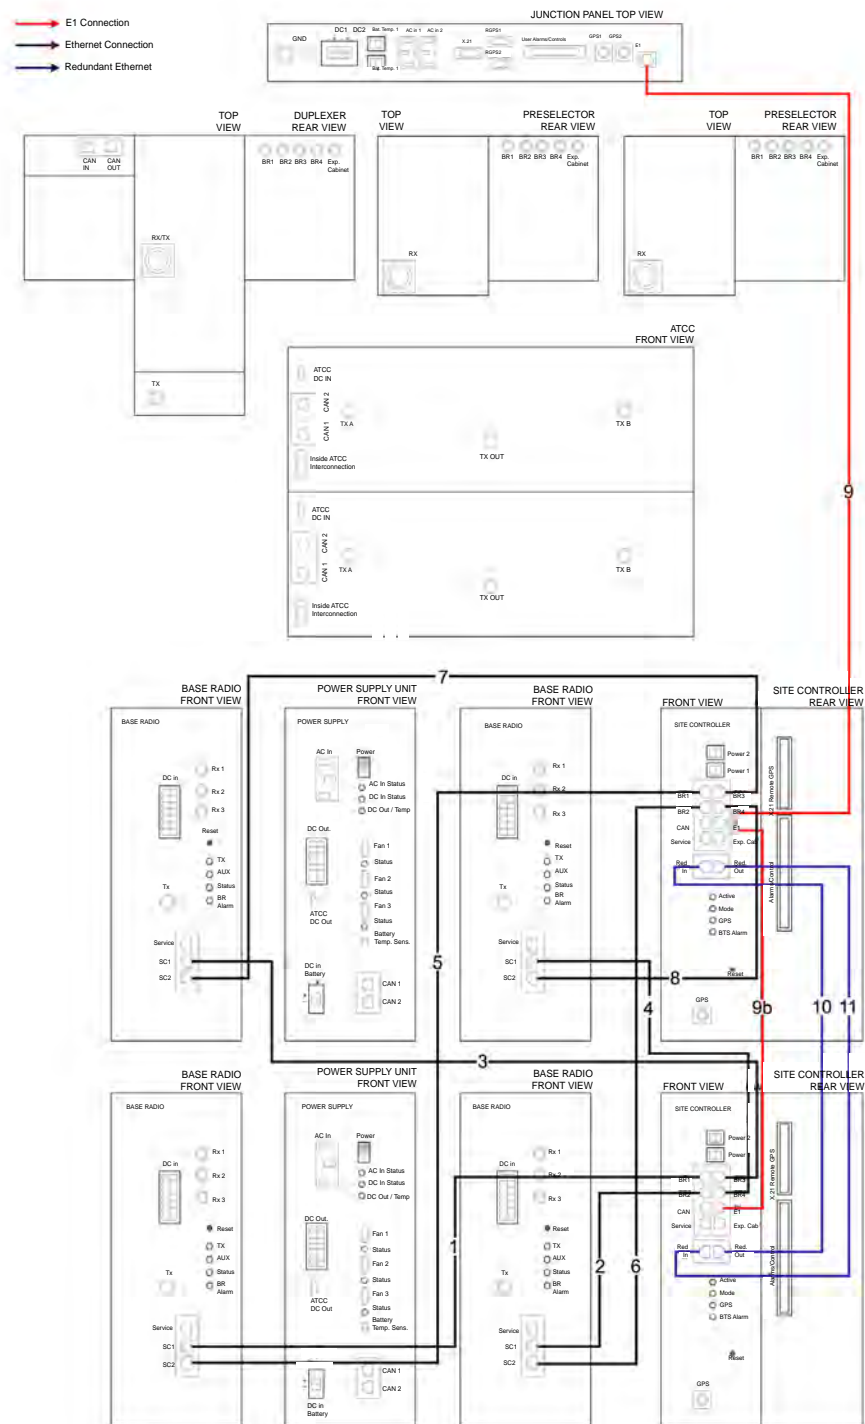 JUNCTION PANEL TOP VIEW
E1 Connection
Ethernet Connection
Redundant Ethernet
GND
DC1 DC2
Bat. Temp. 1
Bat. Temp. 1
AC in 1 AC in 2
X.21
RGPS1
RGPS2
User Alarms/Controls
GPS1 GPS2
E1
TOP
VIEW
DUPLEXER
REAR VIEW
CAN
IN
CAN
OUT
BR1 BR2 BR3 BR4 Exp.
Cabinet
RX/TX
TX
TOP
VIEW
PRESELECTOR
REAR VIEW
BR1 BR2 BR3 BR4 Exp.
Cabinet
RX
TOP
VIEW
PRESELECTOR
REAR VIEW
BR1 BR2 BR3 BR4 Exp.
Cabinet
RX
ATCC
FRONT VIEW
ATCC
DC IN
CAN 2
CAN 1
TX A
TX OUT
TX B
Inside ATCC
Interconnection
ATCC
DC IN
CAN 2
CAN 1
TX A
TX OUT
TX B
Inside ATCC
Interconnection
9
7
BASE RADIO
FRONT VIEW
BASE RADIO
DC in
Rx 1
Rx 2
Rx 3
Reset
TX
AUX
Status
BR
Alarm
Tx
Service
SC1
SC2
POWER SUPPLY UNIT
FRONT VIEW
POWER SUPPLY
AC In
Power
AC In Status
DC In Status
DC Out / Temp
DC Out.
Fan 1
Status
Fan 2
Status
Fan 3
Status
Battery
Temp. Sens.
ATCC
DC Out
DC in
Battery
CAN 1
CAN 2
BASE RADIO
FRONT VIEW
BASE RADIO
DC in
Rx 1
Rx 2
Rx 3
Reset
TX
AUX
Status
BR
Alarm
Tx
Service
SC1
SC2
SITE CONTROLLER
FRONT VIEW REAR VIEW
SITE CONTROLLER
Power 2
Power 1
BR1
BR3
BR2
BR4
CAN
E1
Service
Exp. Cab
Red
In
Red.
Out
Active
Mode
GPS
BTS Alarm
Reset
GPS
X.21 Remote GPS
Alarms/Control
5
8
4
9b
10
11
3
BASE RADIO
FRONT VIEW
BASE RADIO
DC in
Rx 1
Rx 2
Rx 3
Reset
TX
AUX
Status
BR
Alarm
Tx
Service
SC1
SC2
POWER SUPPLY UNIT
FRONT VIEW
POWER SUPPLY
AC In
Power
AC In Status
DC In Status
DC Out / Temp
DC Out.
Fan 1
Status
Fan 2
Status
Fan 3
Status
Battery
Temp. Sens.
ATCC
DC Out
DC in
Battery
CAN 1
CAN 2
BASE RADIO
FRONT VIEW
BASE RADIO
DC in
Rx 1
Rx 2
Rx 3
Reset
TX
AUX
Status
BR
Alarm
Tx
Service
SC1
SC2
SITE CONTROLLER
FRONT VIEW REAR VIEW
SITE CONTROLLER
Power 2
Power
BR1
BR3
BR2
BR4
CAN
E1
Service
Exp. Cab
Red
In
Red.
Out
Active
Mode
GPS
BTS Alarm
Reset
GPS
X.21 Remote GPS
Alarms/Control
1
2
6